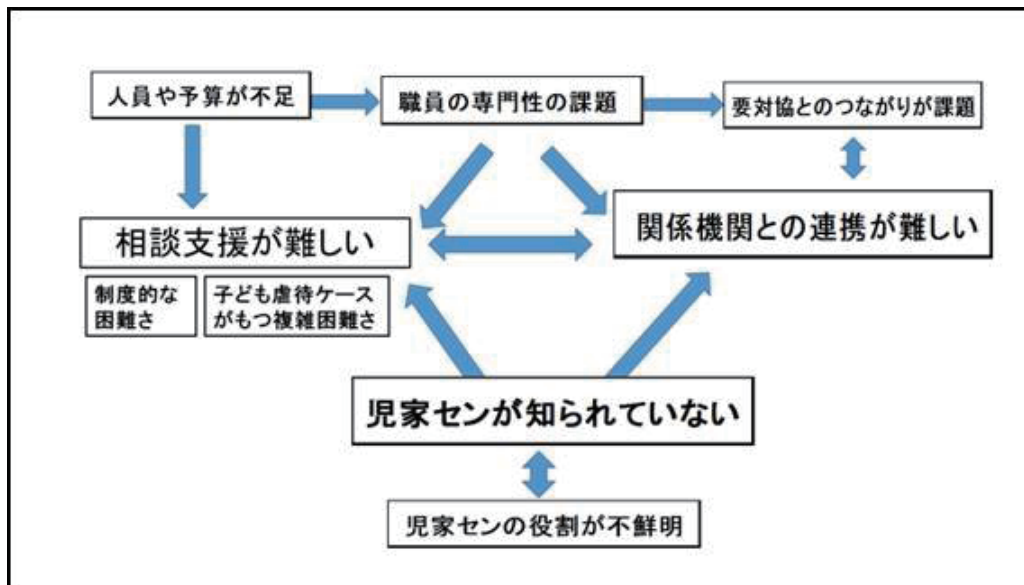 人員や予算が不足
職員の専門性の課題
要対協とのつながりが課題
相談支援が難しい
関係機関との連携が難しい
制度的な
困難さ
子ども虐待ケース
がもつ複雑困難さ
児家センが知られていない
児家センの役割が不鮮明